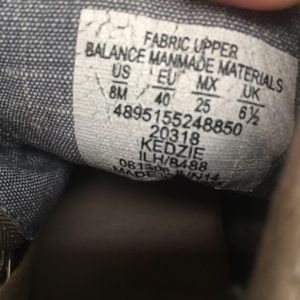 FABRIC UPPER
BALANCE MANMADE MATERIALS
US EU MX UK
8M 40 25 6½
4895155248850
20318
KEDZIE
ILH/8488
MADE